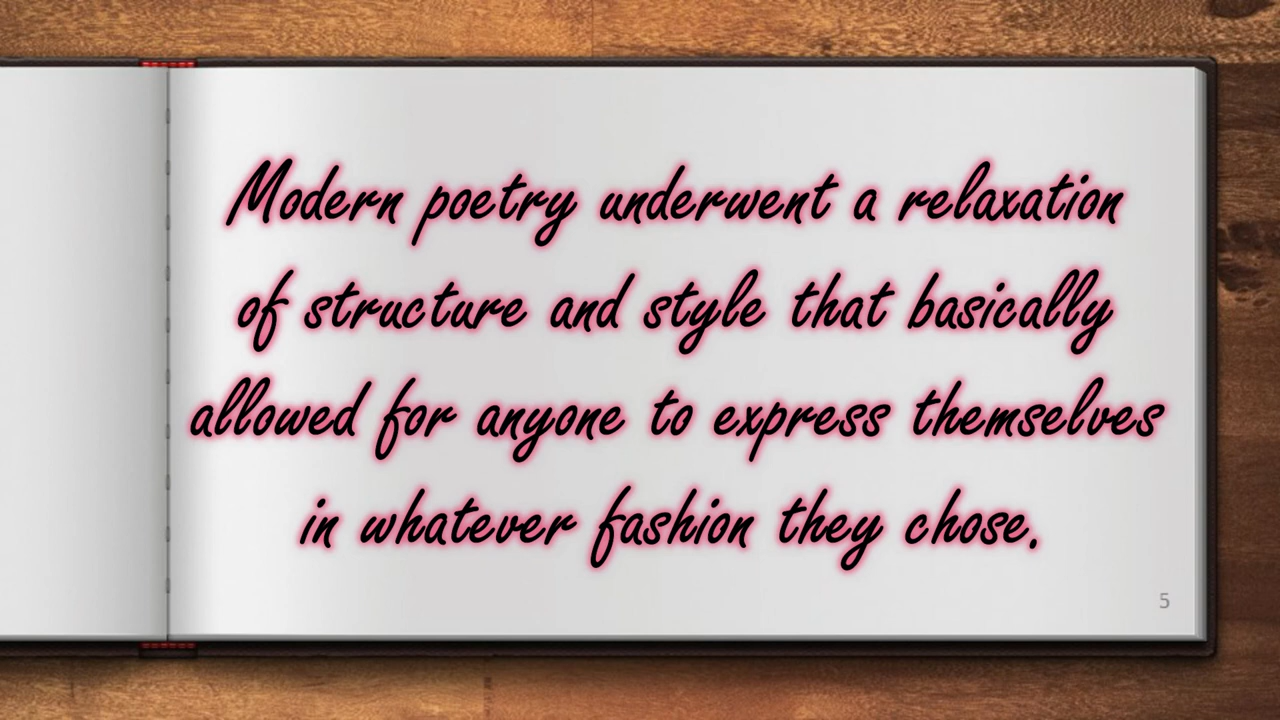 Modern poetry underwent a relaxation
of structure and style that basically
allowed for anyone to express themselves
in whatever fashion they chose.
5